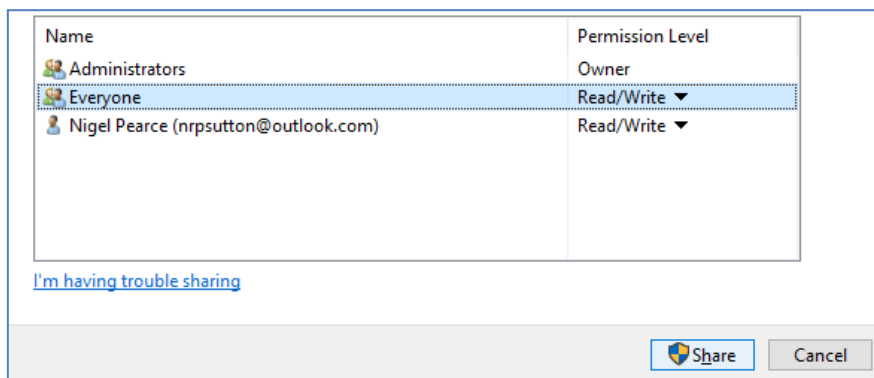 Name Permission Level
Administrators Owner
Everyone Read/Write
Nigel Pearce (nrpsutton@outlook.com) Read/Write
I'm having trouble sharing
Share Cancel